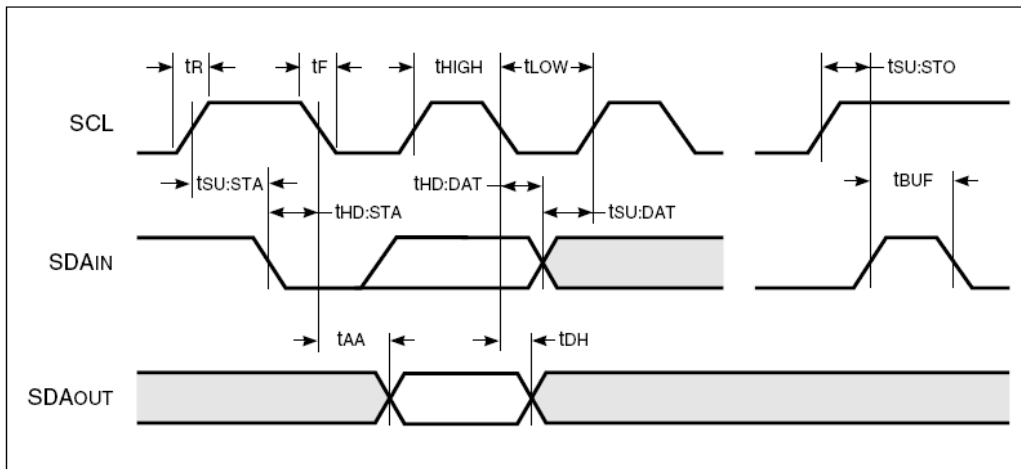 tR
tF
tHIGH
tLOW
tSU:STO
SCL
tSU:STA
tHD:STA
tHD:DAT
tSU:DAT
tBUF
SDAIN
tAA
tDH
SDAOUT